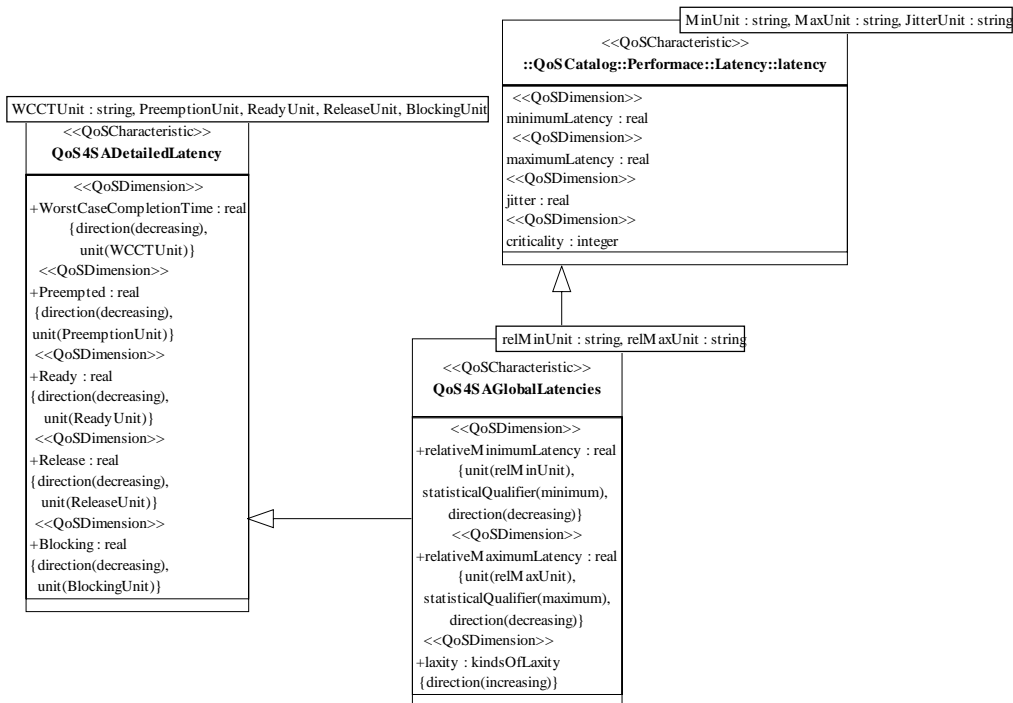 MinUnit : string, MaxUnit : string, JitterUnit : string
<<QoSCharacteristic>>
::QoSCatalog::Performace::Latency::latency
<<QoSDimension>>
minimumLatency : real
<<QoSDimension>>
maximumLatency : real
<<QoSDimension>>
jitter : real
<<QoSDimension>>
criticality : integer
WCCTUnit : string, PreemptionUnit, ReadyUnit, ReleaseUnit, BlockingUnit
<<QoSCharacteristic>>
QoS4SADetailedLatency
<<QoSDimension>>
+WorstCaseCompletionTime : real
{direction(decreasing),
unit(WCCTUnit)}
<<QoSDimension>>
+Preempted : real
{direction(decreasing),
unit(PreemptionUnit)}
<<QoSDimension>>
+Ready : real
{direction(decreasing),
unit(ReadyUnit)}
<<QoSDimension>>
+Release : real
{direction(decreasing),
unit(ReleaseUnit)}
<<QoSDimension>>
+Blocking : real
{direction(decreasing),
unit(BlockingUnit)}
relMinUnit : string, relMaxUnit : string
<<QoSCharacteristic>>
QoS4SAGlobalLatencies
<<QoSDimension>>
+relativeMinimumLatency : real
{unit(relMinUnit),
statisticalQualifier(minimum),
direction(decreasing)}
<<QoSDimension>>
+relativeMaximumLatency : real
{unit(relMaxUnit),
statisticalQualifier(maximum),
direction(decreasing)}
<<QoSDimension>>
+laxity : kindsOfLaxity
{direction(increasing)}